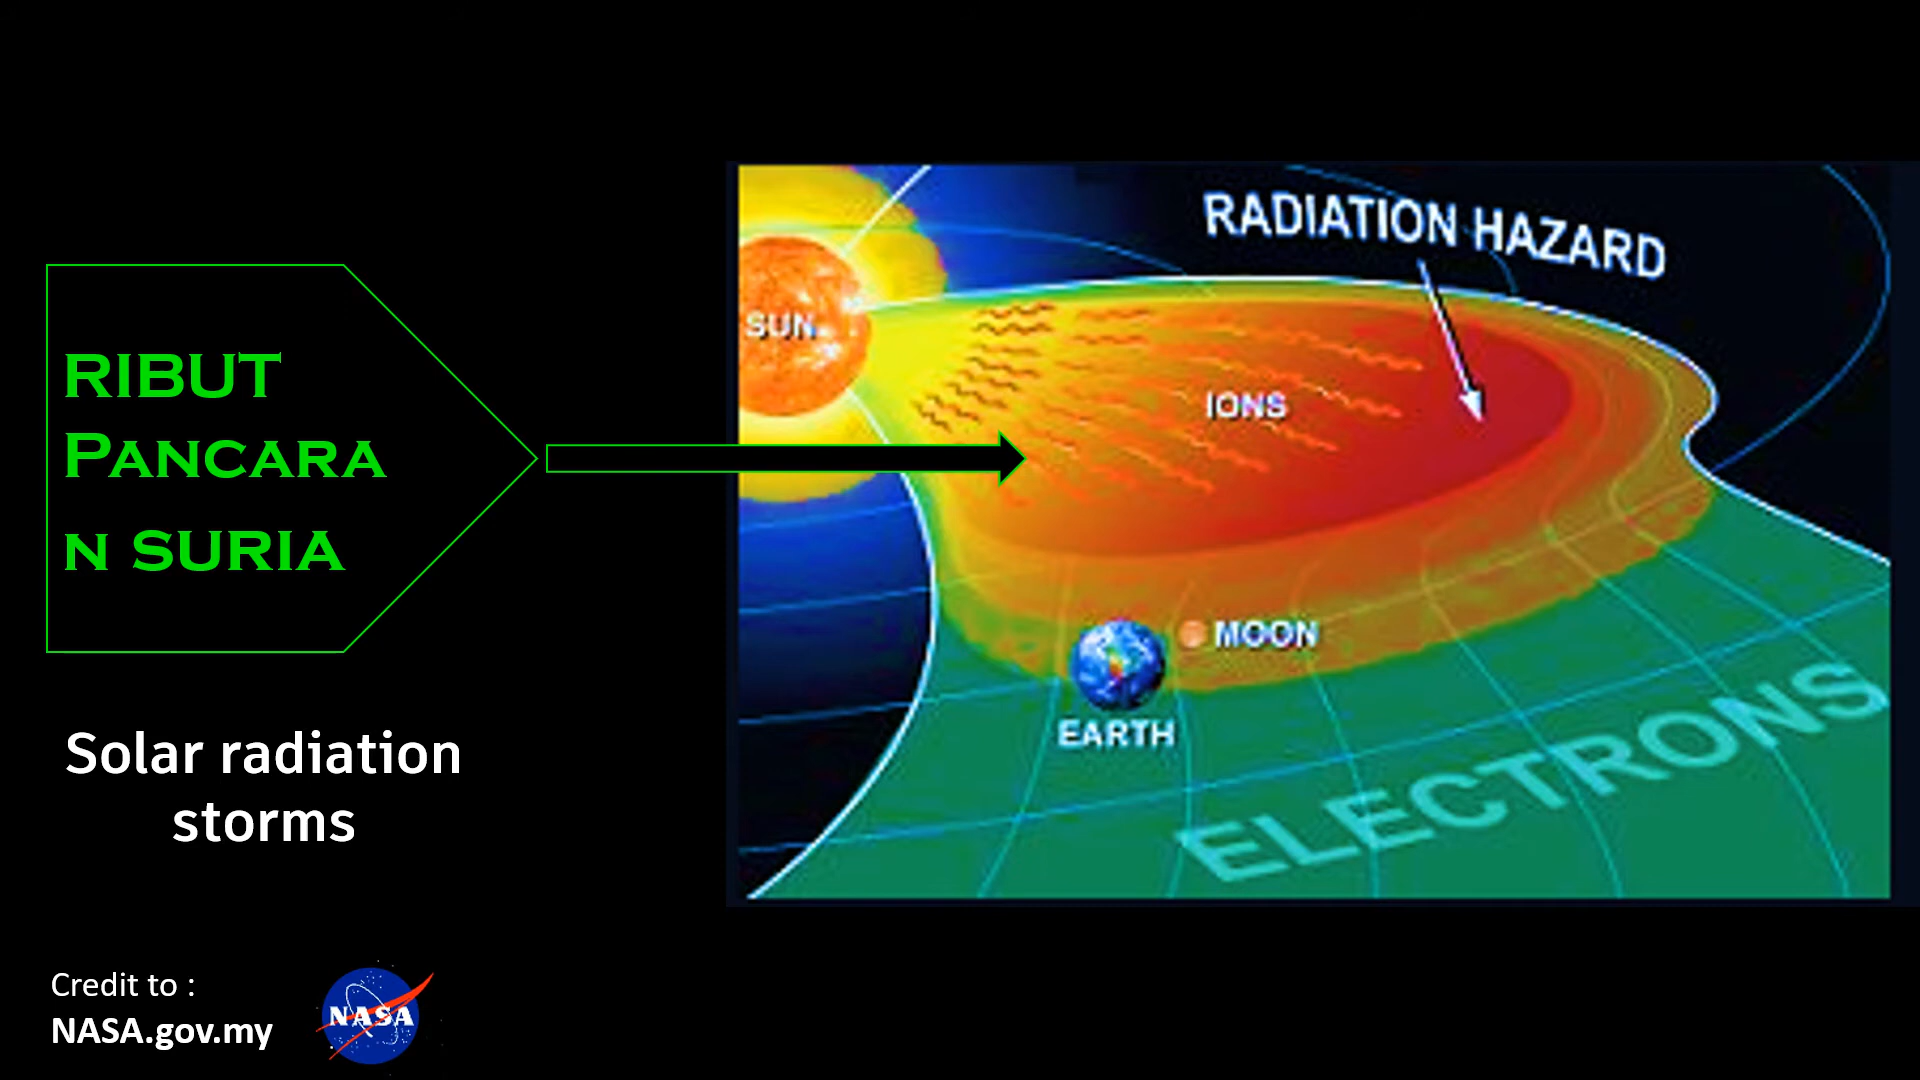 RIBUT
PANCARA
N SURIA
Solar radiation
storms
Credit to :
NASA.gov.my
NASA
RADIATION HAZARD
SUN
IONS
MOON
EARTH
ELECTRONS